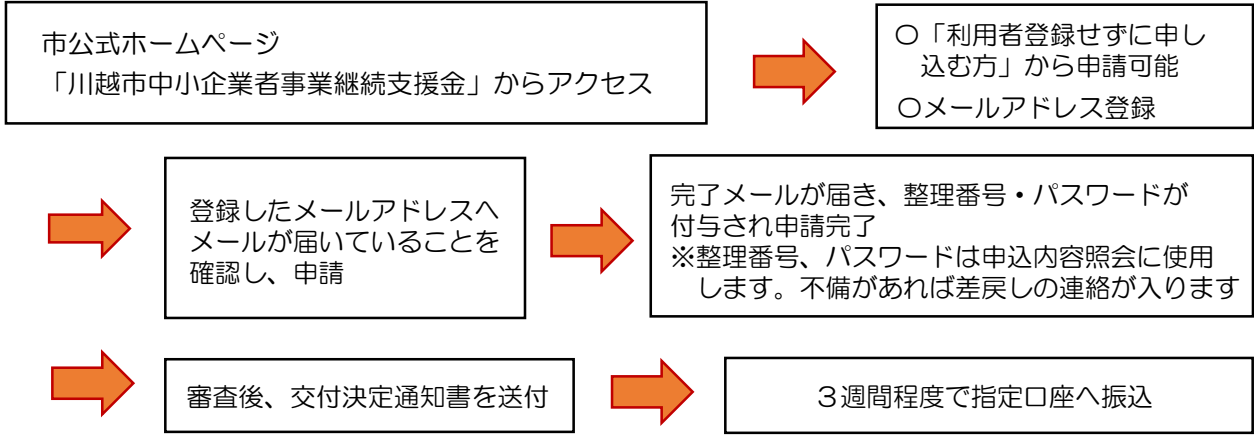 市公式ホームページ
「川越市中小企業者事業継続支援金」からアクセス
〇「利用者登録せずに申し
込む方」から申請可能
〇メールアドレス登録
登録したメールアドレスへ
メールが届いていることを
確認し、申請
完了メールが届き、整理番号・パスワードが
付与され申請完了
※整理番号、パスワードは申込内容照会に使用
します。不備があれば差戻しの連絡が入ります
審査後、交付決定通知書を送付
３週間程度で指定口座へ振込